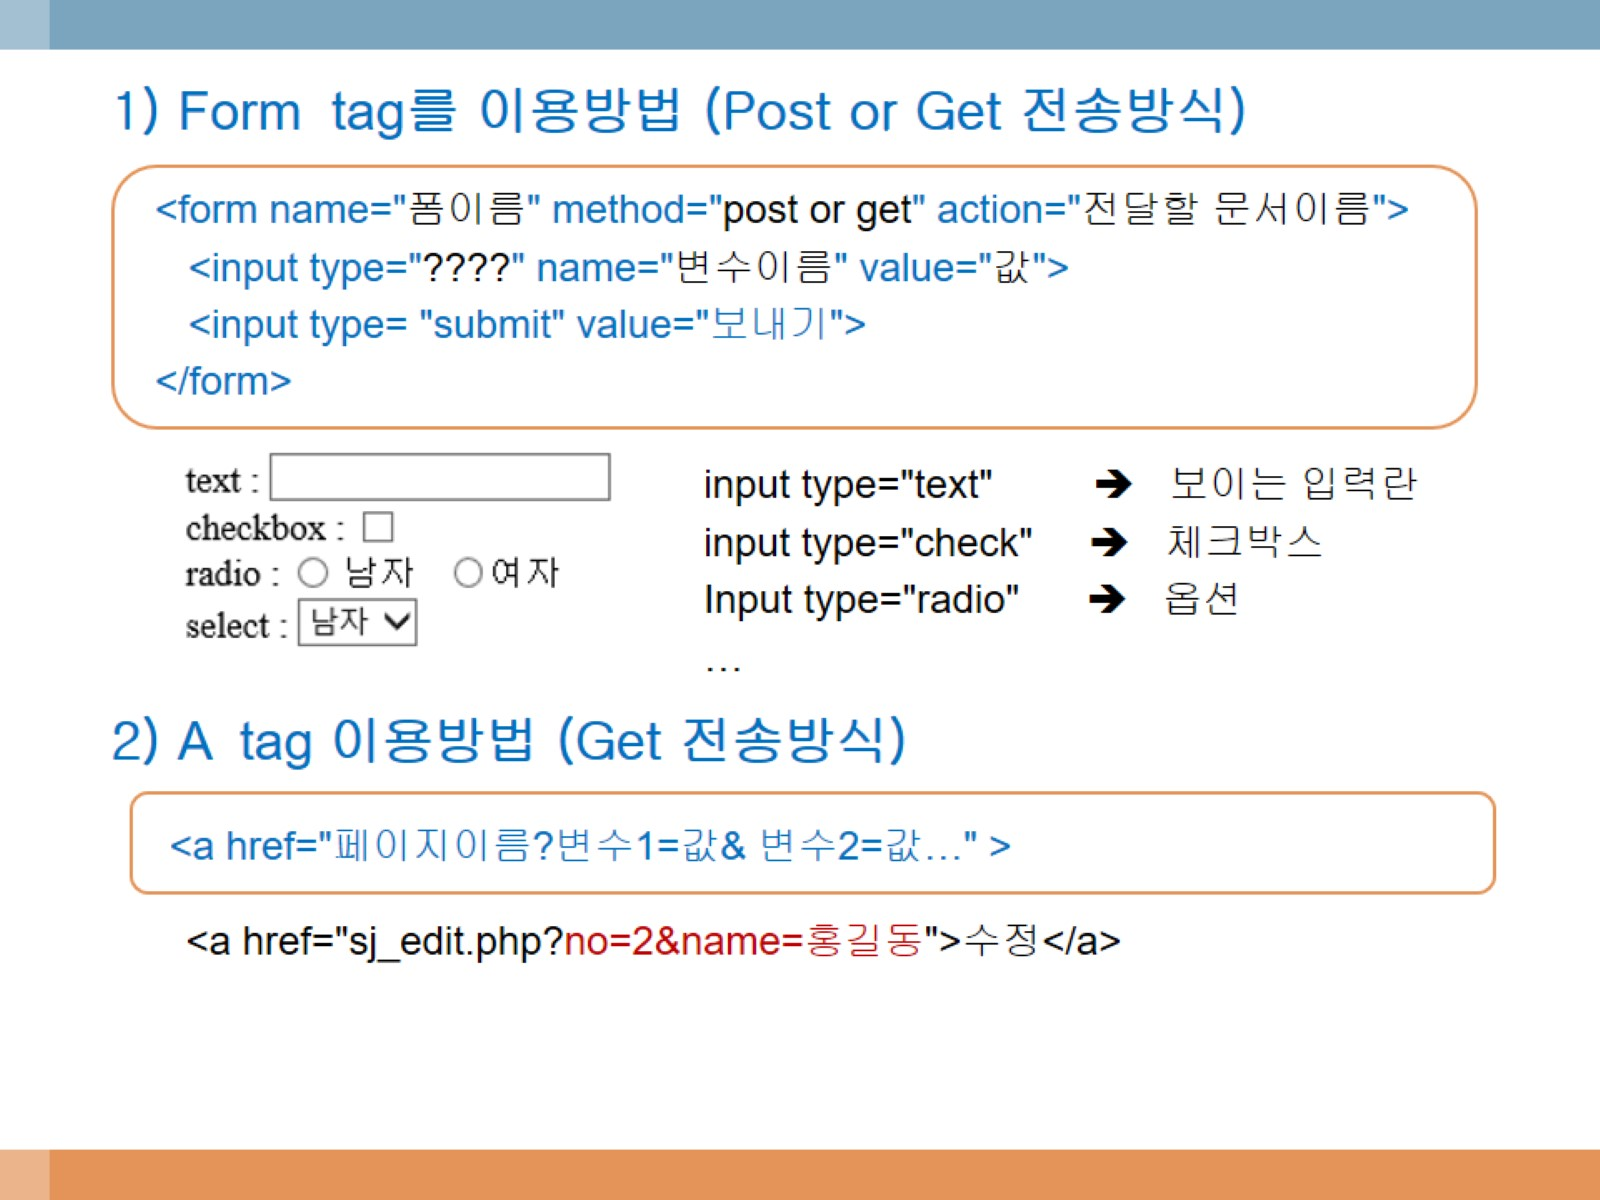 1) Form tag를 이용방법 (Post or Get 전송방식)
<form name="폼이름" method="post or get" action="전달할 문서이름">
<input type="????" name="변수이름" value="값">
<input type= "submit" value="보내기">
</form>
text :
checkbox :
radio : 남자 여자
select : 남자
input type="text" ➔ 보이는 입력란
input type="check" ➔ 체크박스
Input type="radio" ➔ 옵션
...
2) A tag 이용방법 (Get 전송방식)
<a href="페이지이름?변수1=값& 변수2=값..." >
<a href="sj_edit.php?no=2&name=홍길동">수정</a>